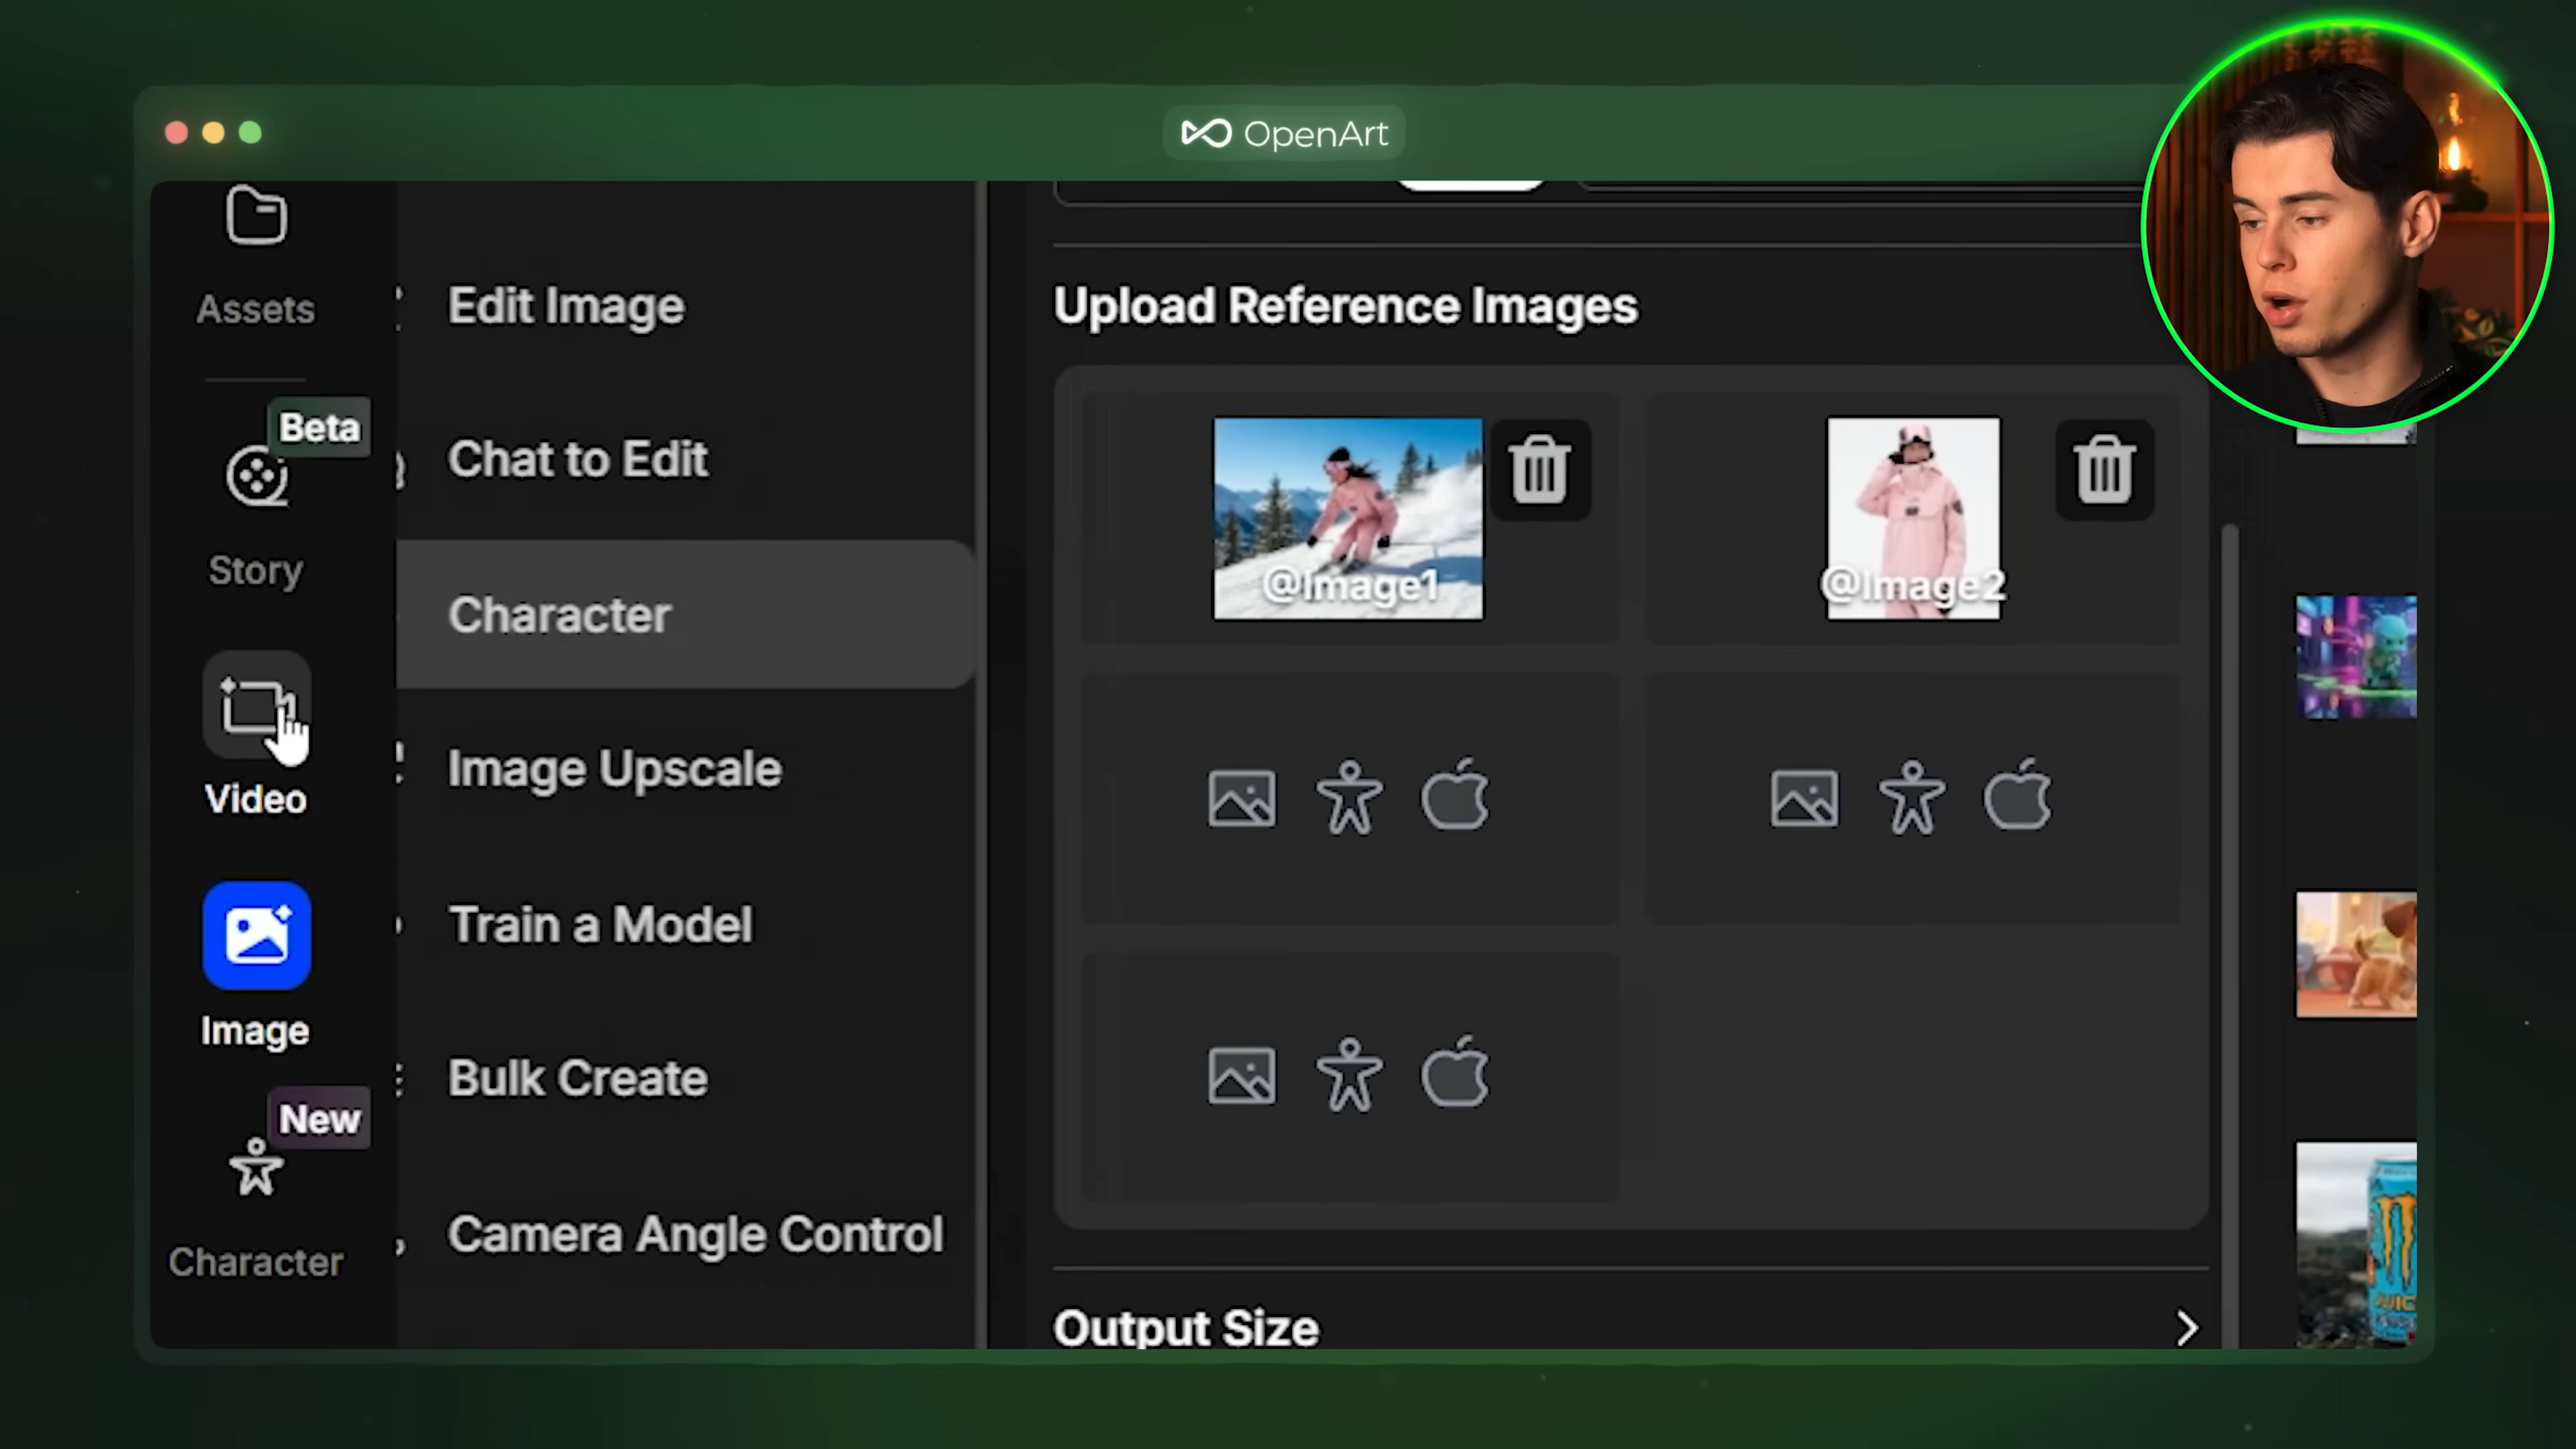 OpenArt
Assets
Beta
Story
Video
Image
New
Character
Edit Image
Chat to Edit
Character
Image Upscale
Train a Model
Bulk Create
Camera Angle Control
Upload Reference Images
@Image1
@Image2
Output Size
JUIC